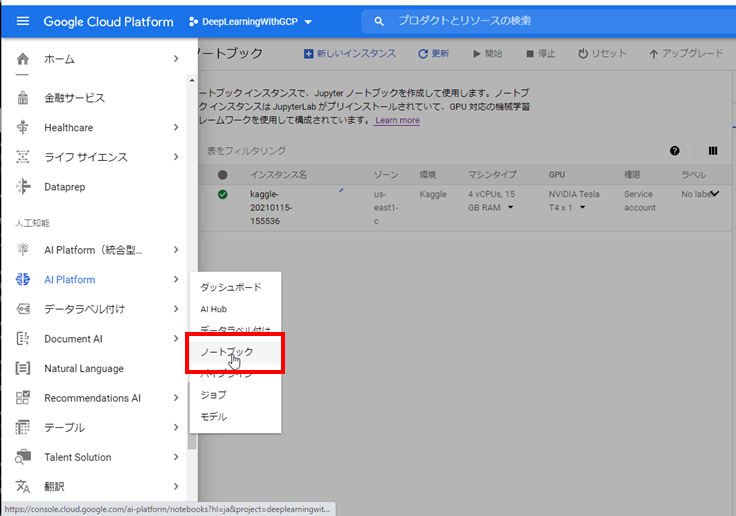 Google Cloud Platform
DeepLearningWithGCP
プロダクトとリソースの検索
ホーム
金融サービス
Healthcare
ライフ サイエンス
Dataprep
人工知能
AI Platform（統合型...
AI Platform
データラベル付け
Document AI
Natural Language
Recommendations AI
テーブル
Talent Solution
翻訳
ダッシュボード
AI Hub
データラベル付け
ノートブック
パイプライン
ジョブ
モデル
ノートブック
新しいインスタンス
更新
開始
停止
リセット
アップグレード
ートブック インスタンスで、Jupyter ノートブックを作成して使用します。ノートブ
ク インスタンスは JupyterLab がプリインストールされていて、GPU 対応の機械学習
レームワークを使用して構成されています。 Learn more
表をフィルタリング
インスタンス名
ゾーン
環境
マシンタイプ
GPU
権限
ラベル
kaggle-
20210115-
155536
us-
east1-
c
Kaggle
4 vCPUs, 15
GB RAM
NVIDIA Tesla
T4 x 1
Service
account
No label
https://console.cloud.google.com/ai-platform/notebooks?hl=ja&project=deeplearningwit...